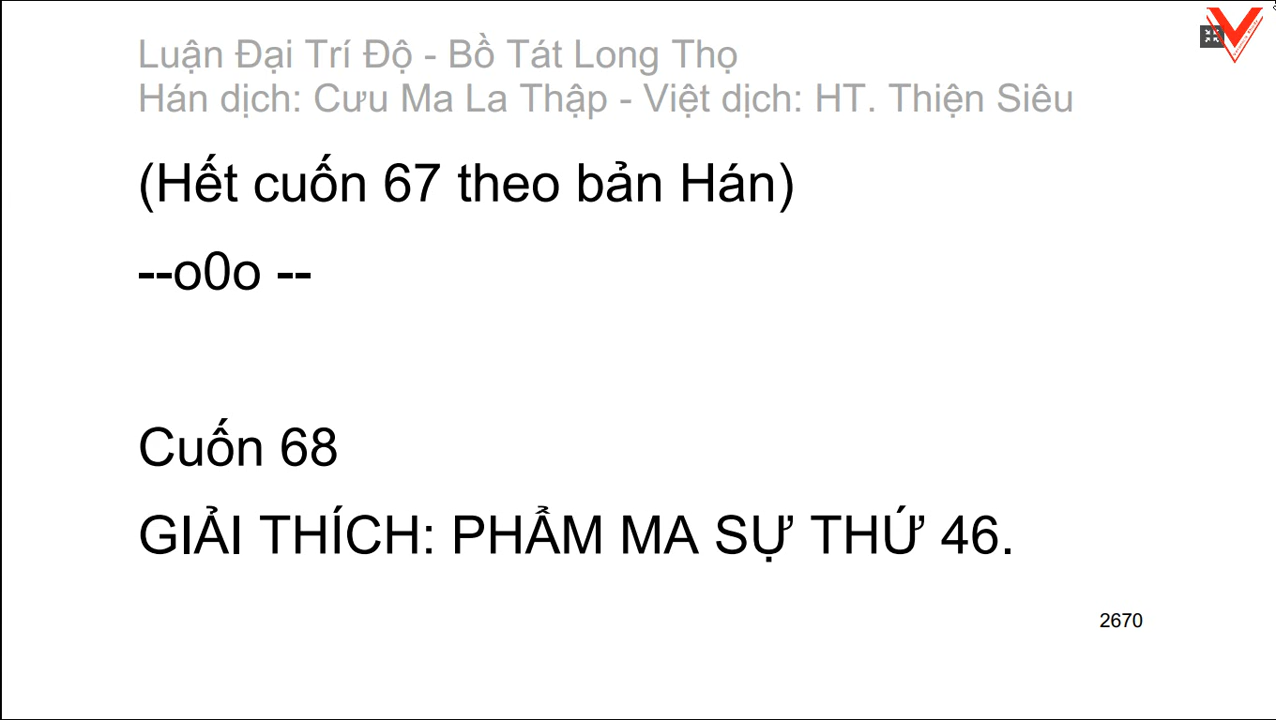 Luận Đại Trí Độ - Bồ Tát Long Thọ
Hán dịch: Cưu Ma La Thập - Việt dịch: HT. Thiện Siêu
(Hết cuốn 67 theo bản Hán)
--o0o --
Cuốn 68
GIẢI THÍCH: PHẨM MA SỰ THỨ 46.
2670